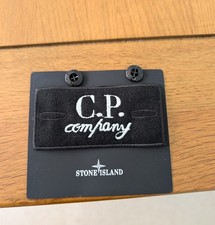 C.P.
company
STONE ISLAND